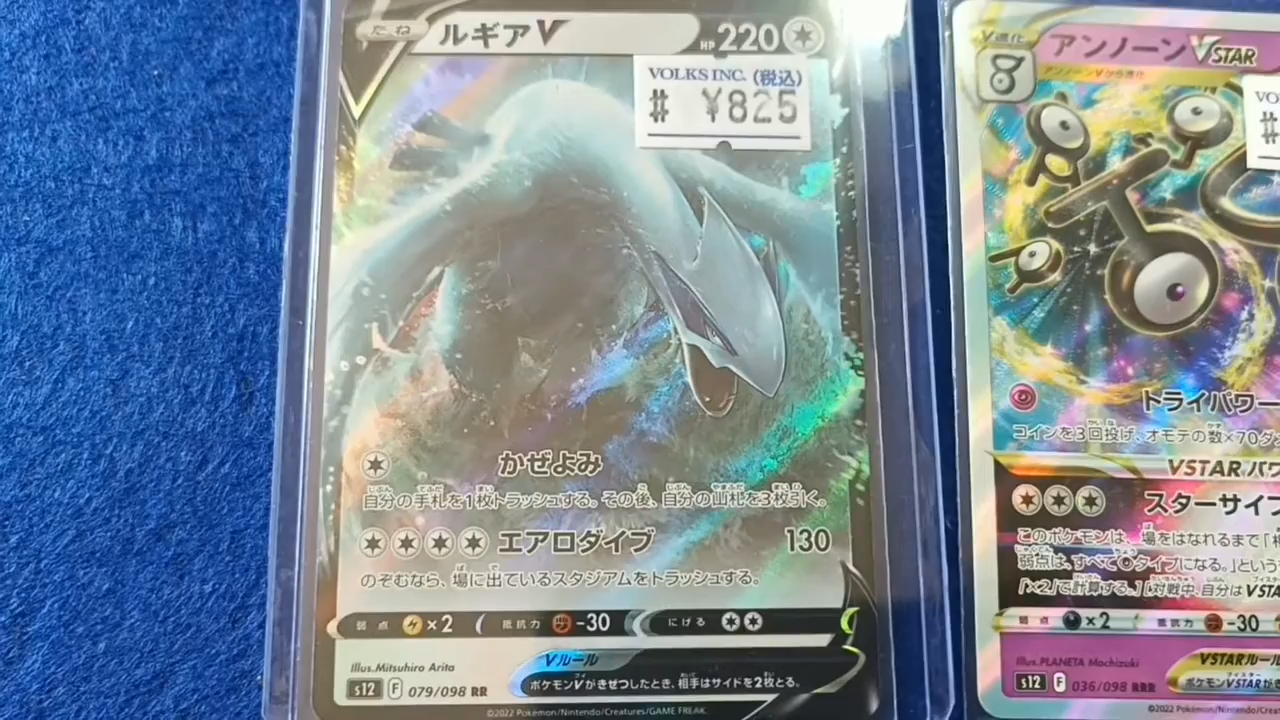 たね ルギアV HP 220
VOLKS INC. (税込)
# ¥825
かぜよみ
自分の手札を1枚トラッシュする。その後、自分の山札を3枚引く。
エアロダイブ 130
のぞむなら、場に出ているスタジアムをトラッシュする。
弱点 ×2 抵抗力 -30 にげる
Illus.Mitsuhiro Arita
Vルール
ポケモンVがきぜつしたとき、相手はサイドを2枚とる。
s12 F 079/098 RR
©2022 Pokémon/Nintendo/Creatures/GAME FREAK.
V進化 アンノーンVSTAR
アンノーンVから進化
VO
#
トライパワー
コインを3回投げ、オモテの数×70ダ
VSTARパワ
スターサイフ
このポケモンは、場をはなれるまで「相
弱点は、すべて タイプになる。」という
「×2」で計算する。］［対戦中、自分はVST
弱点 ×2 抵抗力 -30
Illus.PLANETA Mochizuki
VSTARルール
ポケモンVSTARがき
s12 F 036/098 RRR
©2022 Pokémon/Nintendo/Creatures/GAM